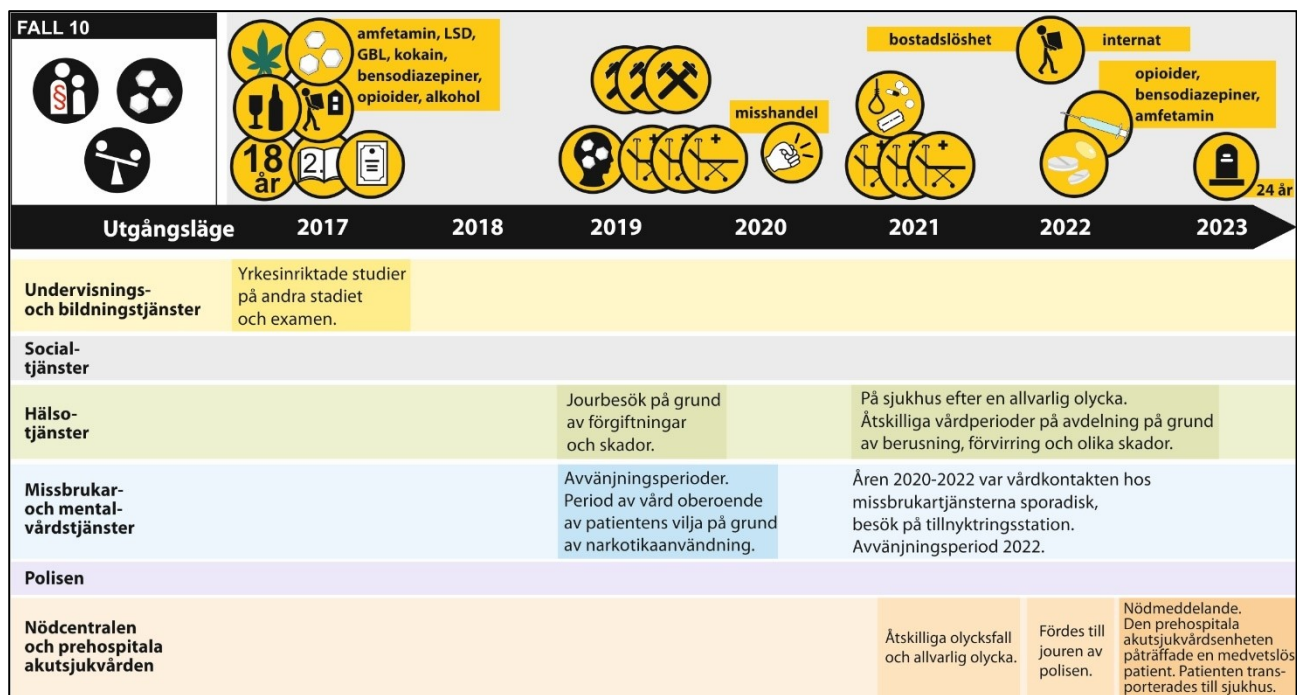 FALL 10
§
amfetamin, LSD,
GBL, kokain,
bensodiazepiner,
opioider, alkohol
18
år
2.
misshandel
bostadslöshet
internat
opioider,
bensodiazepiner,
amfetamin
24 år
Utgångsläge 2017 2018 2019 2020 2021 2022 2023
Undervisnings-
och bildningstjänster
Yrkesinriktade studier
på andra stadiet
och examen.
Social-
tjänster
Hälso-
tjänster
Jourbesök på grund
av förgiftningar
och skador.
På sjukhus efter en allvarlig olycka.
Åtskilliga vårdperioder på avdelning på grund
av berusning, förvirring och olika skador.
Missbrukar-
och mental-
vårdstjänster
Avvänjningsperioder.
Period av vård oberoende
av patientens vilja på grund
av narkotikaanvändning.
Åren 2020-2022 var vårdkontakten hos
missbrukartjänsterna sporadisk,
besök på tillnyktringsstation.
Avvänjningsperiod 2022.
Polisen
Nödcentralen
och prehospitala
akutsjukvården
Åtskilliga olycksfall
och allvarlig olycka.
Fördes till
jouren av
polisen.
Nödmeddelande.
Den prehospitala
akutsjukvårdsenheten
påträffade en medvetslös
patient. Patienten trans-
porterades till sjukhus.